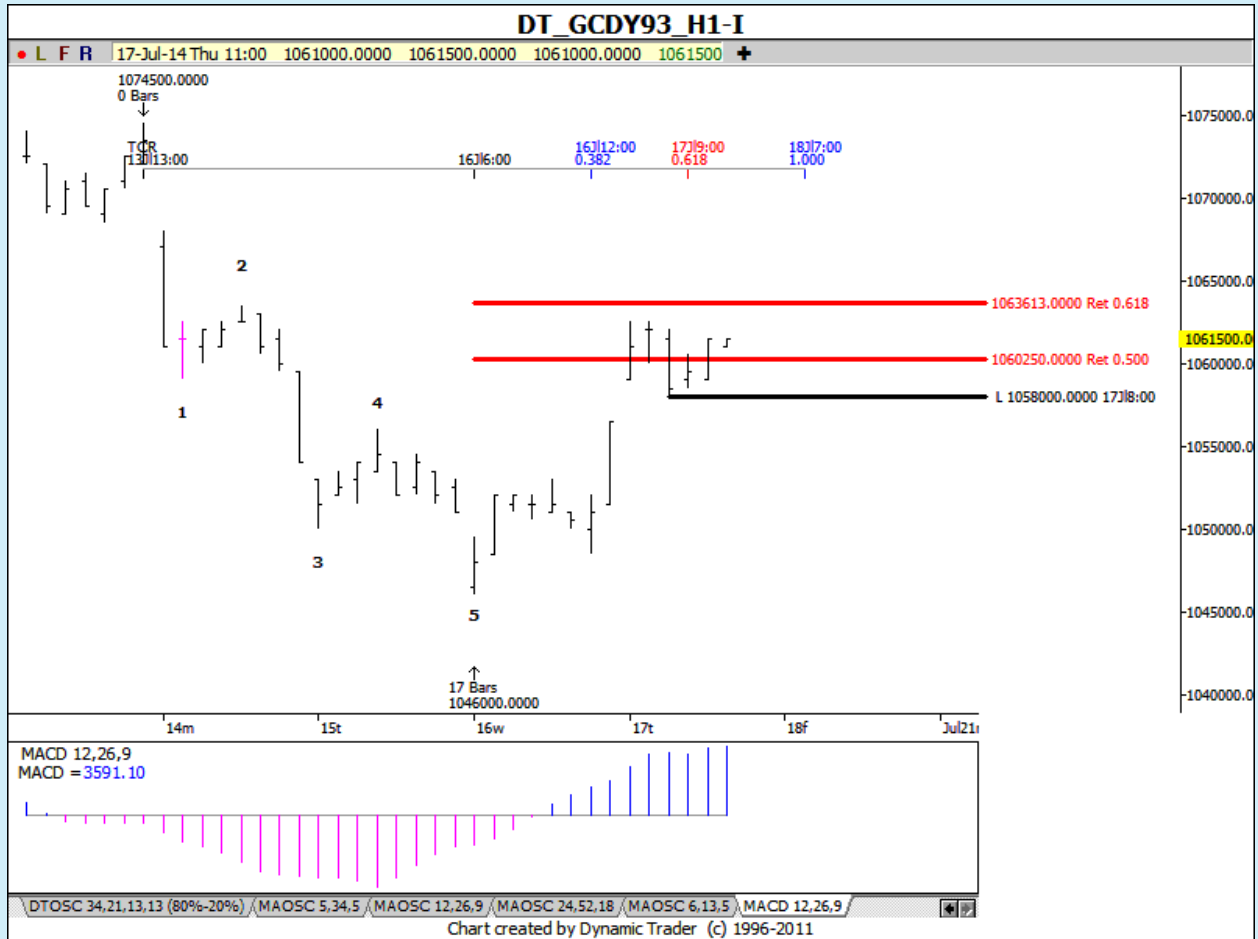 DT_GCDY93_H1-I
L F R 17-Jul-14 Thu 11:00 1061000.0000 1061500.0000 1061000.0000 1061500
1074500.0000
0 Bars
TCR
13Jl13:00
16Jl6:00
16Jl12:00
0.382
17Jl9:00
0.618
18Jl7:00
1.000
1075000.0
1070000.0
1065000.0
1061500.00
1060000.0
1055000.0
1050000.0
1045000.0
1040000.0
1063613.0000 Ret 0.618
1060250.0000 Ret 0.500
L 1058000.0000 17Jl8:00
1
2
3
4
5
17 Bars
1046000.0000
14m 15t 16w 17t 18f Jul21
MACD 12,26,9
MACD =3591.10
DTOSC 34,21,13,13 (80%-20%) MAOSC 5,34,5 MAOSC 12,26,9 MAOSC 24,52,18 MAOSC 6,13,5 MACD 12,26,9
Chart created by Dynamic Trader (c) 1996-2011